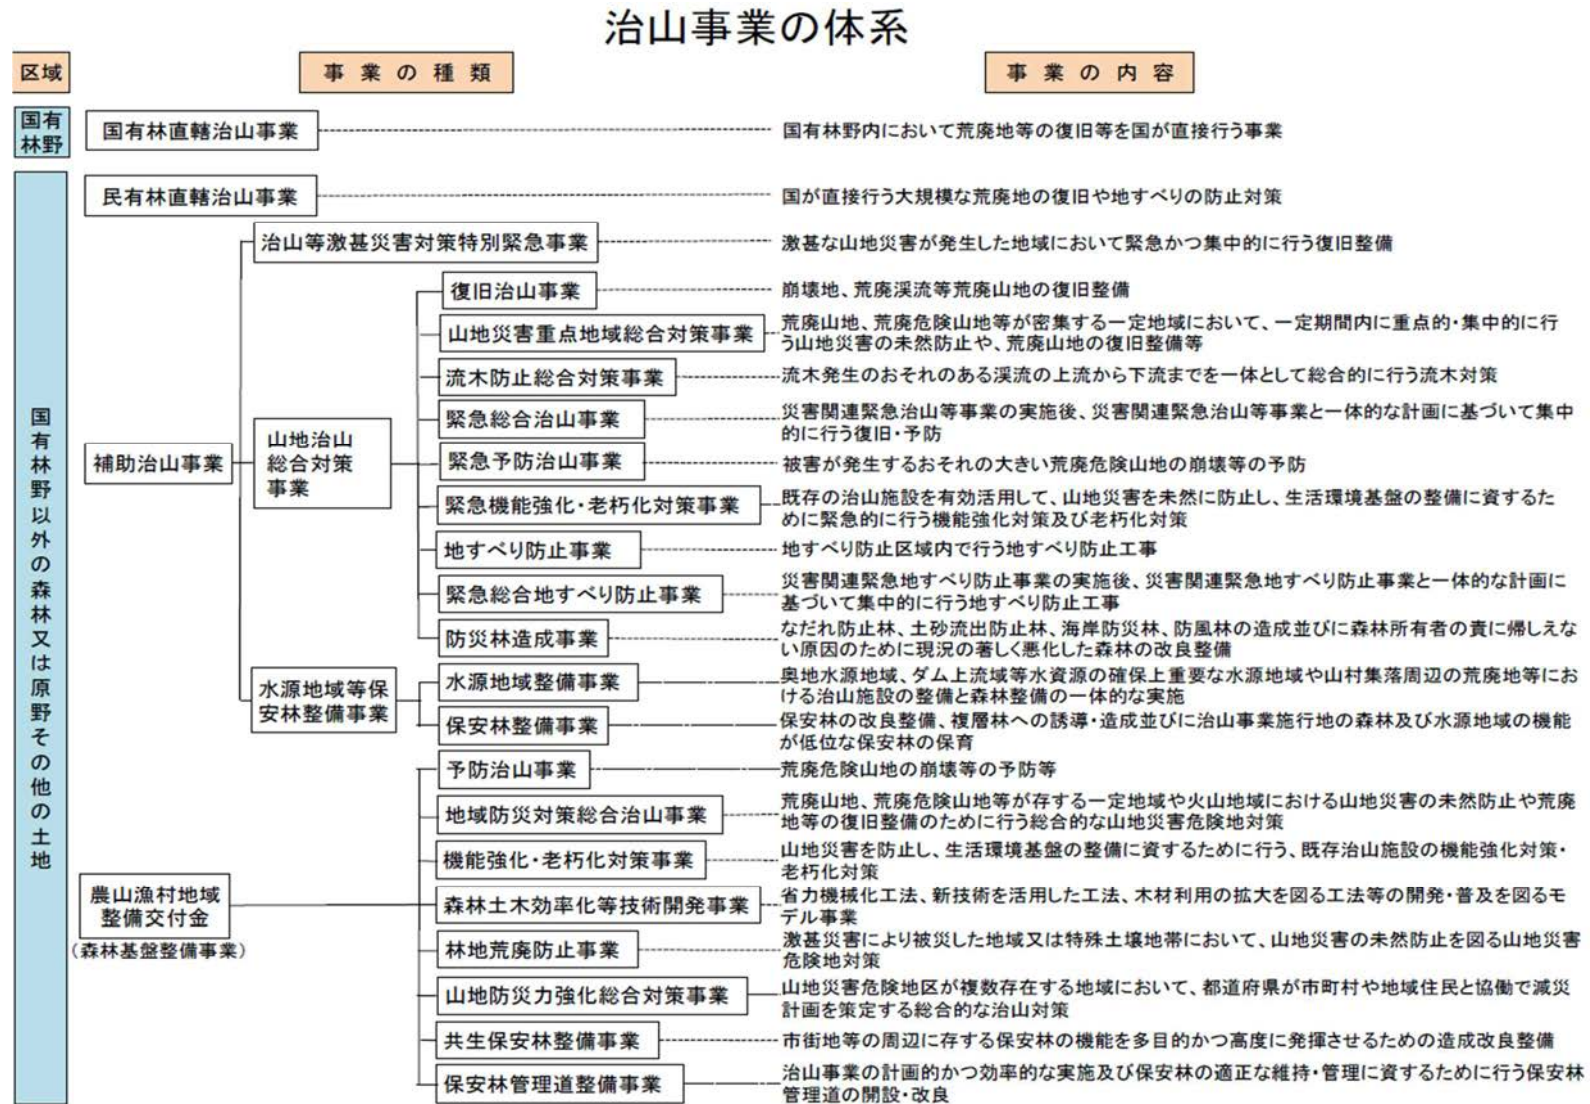 治山事業の体系
区域
事業の種類
事業の内容
国有
林野
国有林直轄治山事業
国有林野内において荒廃地等の復旧等を国が直接行う事業
国有林野以外の森林又は原野その他の土地
民有林直轄治山事業
国が直接行う大規模な荒廃地の復旧や地すべりの防止対策
補助治山事業
治山等激甚災害対策特別緊急事業
激甚な山地災害が発生した地域において緊急かつ集中的に行う復旧整備
山地治山
総合対策
事業
復旧治山事業
崩壊地、荒廃渓流等荒廃山地の復旧整備
山地災害重点地域総合対策事業
荒廃山地、荒廃危険山地等が密集する一定地域において、一定期間内に重点的・集中的に行
う山地災害の未然防止や、荒廃山地の復旧整備等
流木防止総合対策事業
流木発生のおそれのある渓流の上流から下流までを一体として総合的に行う流木対策
緊急総合治山事業
災害関連緊急治山等事業の実施後、災害関連緊急治山等事業と一体的な計画に基づいて集中
的に行う復旧・予防
緊急予防治山事業
被害が発生するおそれの大きい荒廃危険山地の崩壊等の予防
緊急機能強化・老朽化対策事業
既存の治山施設を有効活用して、山地災害を未然に防止し、生活環境基盤の整備に資するた
めに緊急的に行う機能強化対策及び老朽化対策
地すべり防止事業
地すべり防止区域内で行う地すべり防止工事
緊急総合地すべり防止事業
災害関連緊急地すべり防止事業の実施後、災害関連緊急地すべり防止事業と一体的な計画に
基づいて集中的に行う地すべり防止工事
防災林造成事業
なだれ防止林、土砂流出防止林、海岸防災林、防風林の造成並びに森林所有者の責に帰しえな
い原因のために現況の著しく悪化した森林の改良整備
水源地域等保
安林整備事業
水源地域整備事業
奥地水源地域、ダム上流域等水資源の確保上重要な水源地域や山村集落周辺の荒廃地等にお
ける治山施設の整備と森林整備の一体的な実施
保安林整備事業
保安林の改良整備、複層林への誘導・造成並びに治山事業施行地の森林及び水源地域の機能
が低位な保安林の保育
農山漁村地域
整備交付金
(森林基盤整備事業)
予防治山事業
荒廃危険山地の崩壊等の予防等
地域防災対策総合治山事業
荒廃山地、荒廃危険山地等が存する一定地域や火山地域における山地災害の未然防止や荒廃
地等の復旧整備のために行う総合的な山地災害危険地対策
機能強化・老朽化対策事業
山地災害を防止し、生活環境基盤の整備に資するために行う、既存治山施設の機能強化対策・
老朽化対策
森林土木効率化等技術開発事業
省力機械化工法、新技術を活用した工法、木材利用の拡大を図る工法等の開発・普及を図るモ
デル事業
林地荒廃防止事業
激甚災害により被災した地域又は特殊土壌地帯において、山地災害の未然防止を図る山地災害
危険地対策
山地防災力強化総合対策事業
山地災害危険地区が複数存在する地域において、都道府県が市町村や地域住民と協働で減災
計画を策定する総合的な治山対策
共生保安林整備事業
市街地等の周辺に存する保安林の機能を多目的かつ高度に発揮させるための造成改良整備
保安林管理道整備事業
治山事業の計画的かつ効率的な実施及び保安林の適正な維持・管理に資するために行う保安林
管理道の開設・改良